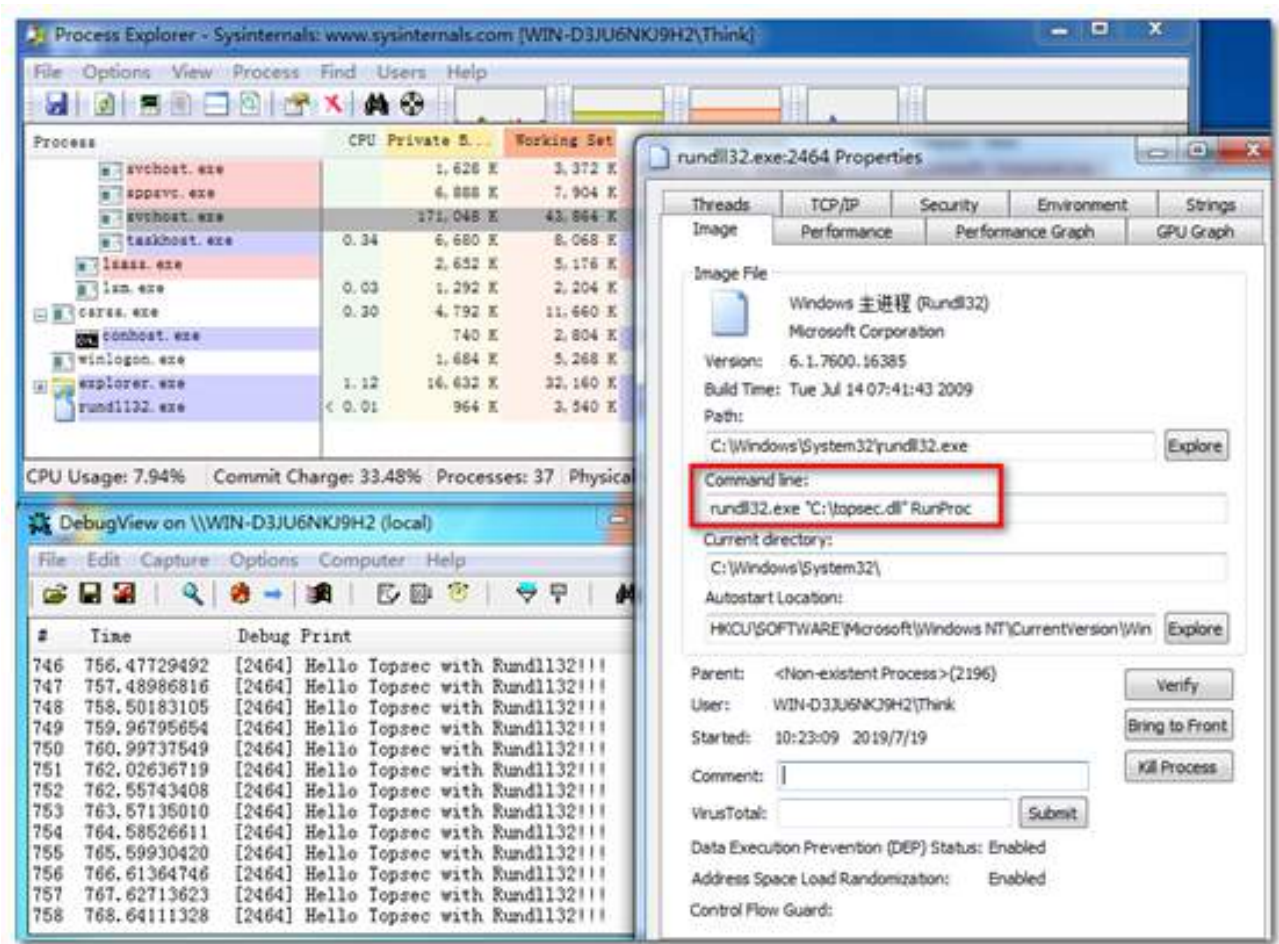 Process Explorer - Sysinternals: www.sysinternals.com [WIN-D3JU6NKJ9H2\Think]
File Options View Process Find Users Help
Process CPU Private B... Working Set
svchost.exe 1,628 K 3,372 K
sppsvc.exe 6,888 K 7,904 K
svchost.exe 171,048 K 43,864 K
taskhost.exe 0.34 6,680 K 8,068 K
lsass.exe 2,652 K 5,176 K
lsm.exe 0.03 1,292 K 2,204 K
csrss.exe 0.30 4,792 K 11,660 K
conhost.exe 740 K 2,804 K
winlogon.exe 1,684 K 5,268 K
explorer.exe 1.12 16,632 K 32,160 K
rundll32.exe < 0.01 964 K 3,540 K
CPU Usage: 7.94% Commit Charge: 33.48% Processes: 37 Physical
DebugView on \\WIN-D3JU6NKJ9H2 (local)
File Edit Capture Options Computer Help
# Time Debug Print
746 756.47729492 [2464] Hello Topsec with Rundll32!!!
747 757.48986816 [2464] Hello Topsec with Rundll32!!!
748 758.50183105 [2464] Hello Topsec with Rundll32!!!
749 759.96795654 [2464] Hello Topsec with Rundll32!!!
750 760.99737549 [2464] Hello Topsec with Rundll32!!!
751 762.02636719 [2464] Hello Topsec with Rundll32!!!
752 762.55743408 [2464] Hello Topsec with Rundll32!!!
753 763.57135010 [2464] Hello Topsec with Rundll32!!!
754 764.58526611 [2464] Hello Topsec with Rundll32!!!
755 765.59930420 [2464] Hello Topsec with Rundll32!!!
756 766.61364746 [2464] Hello Topsec with Rundll32!!!
757 767.62713623 [2464] Hello Topsec with Rundll32!!!
758 768.64111328 [2464] Hello Topsec with Rundll32!!!
rundll32.exe:2464 Properties
Threads TCP/IP Security Environment Strings
Image Performance Performance Graph GPU Graph
Image File
Windows 主进程 (Rundll32)
Microsoft Corporation
Version: 6.1.7600.16385
Build Time: Tue Jul 14 07:41:43 2009
Path:
C:\Windows\System32\rundll32.exe Explore
Command line:
rundll32.exe "C:\topsec.dll" RunProc
Current directory:
C:\Windows\System32\
Autostart Location:
HKCU\SOFTWARE\Microsoft\Windows NT\CurrentVersion\Win Explore
Parent: <Non-existent Process>(2196)
Verify
User: WIN-D3JU6NKJ9H2\Think
Bring to Front
Started: 10:23:09 2019/7/19
Kill Process
Comment:
VirusTotal: Submit
Data Execution Prevention (DEP) Status: Enabled
Address Space Load Randomization: Enabled
Control Flow Guard: